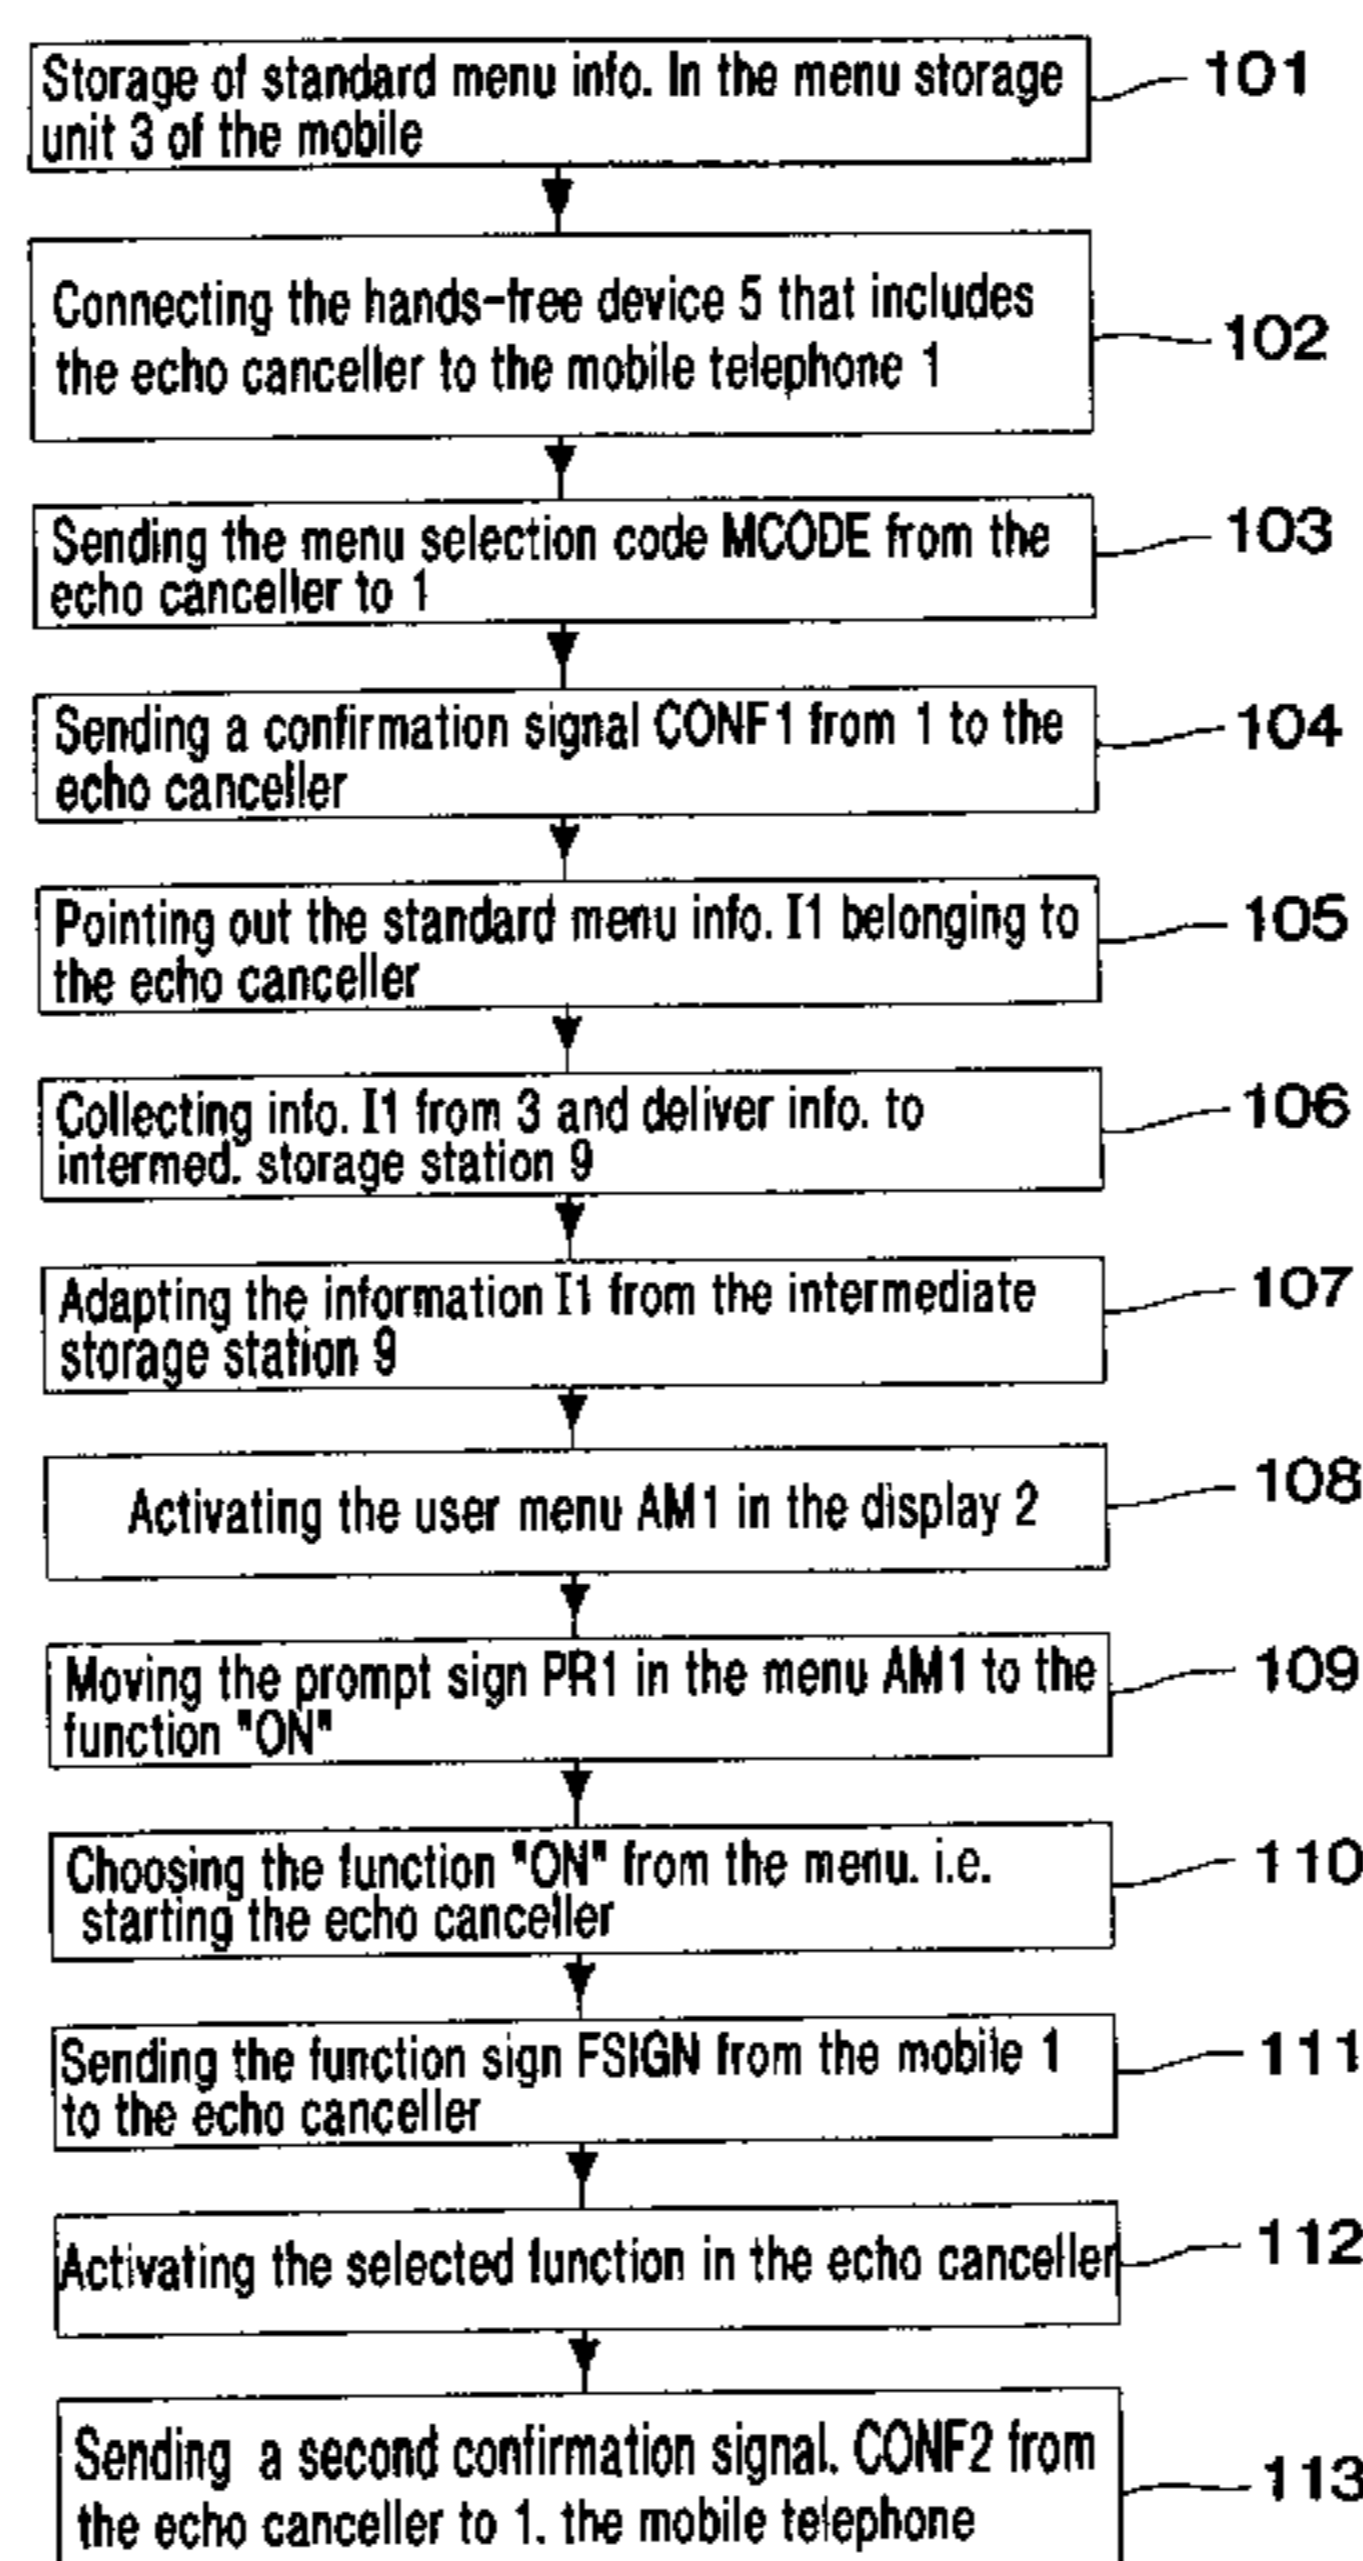 Storage of standard menu info. In the menu storage
unit 3 of the mobile
101
Connecting the hands-free device 5 that includes
the echo canceller to the mobile telephone 1
102
Sending the menu selection code MCODE from the
echo canceller to 1
103
Sending a confirmation signal CONF1 from 1 to the
echo canceller
104
Pointing out the standard menu info. I1 belonging to
the echo canceller
105
Collecting info. I1 from 3 and deliver info. to
intermed. storage station 9
106
Adapting the information I1 from the intermediate
storage station 9
107
Activating the user menu AM1 in the display 2
108
Moving the prompt sign PR1 in the menu AM1 to the
function "ON"
109
Choosing the function "ON" from the menu. i.e.
starting the echo canceller
110
Sending the function sign FSIGN from the mobile 1
to the echo canceller
111
Activating the selected function in the echo canceller
112
Sending a second confirmation signal. CONF2 from
the echo canceller to 1. the mobile telephone
113